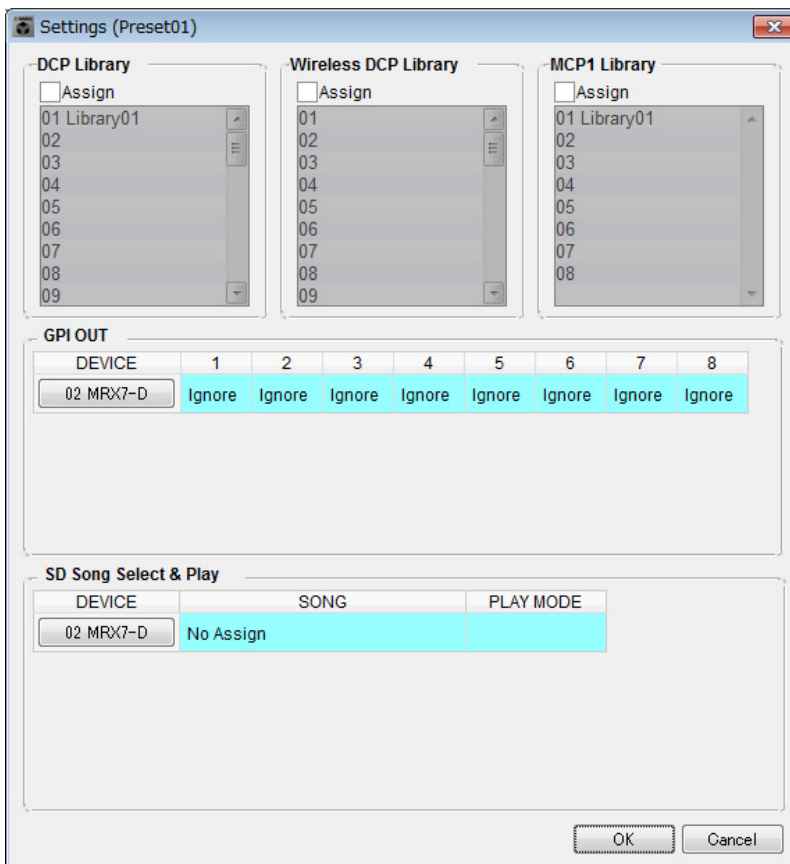 Settings (Preset01)
DCP Library
Wireless DCP Library
MCP1 Library
Assign
Assign
Assign
01 Library01
02
03
04
05
06
07
08
09
01
02
03
04
05
06
07
08
09
01 Library01
02
03
04
05
06
07
08
GPI OUT
DEVICE 1 2 3 4 5 6 7 8
02 MRX7-D Ignore Ignore Ignore Ignore Ignore Ignore Ignore Ignore
SD Song Select & Play
DEVICE SONG PLAY MODE
02 MRX7-D No Assign
OK Cancel